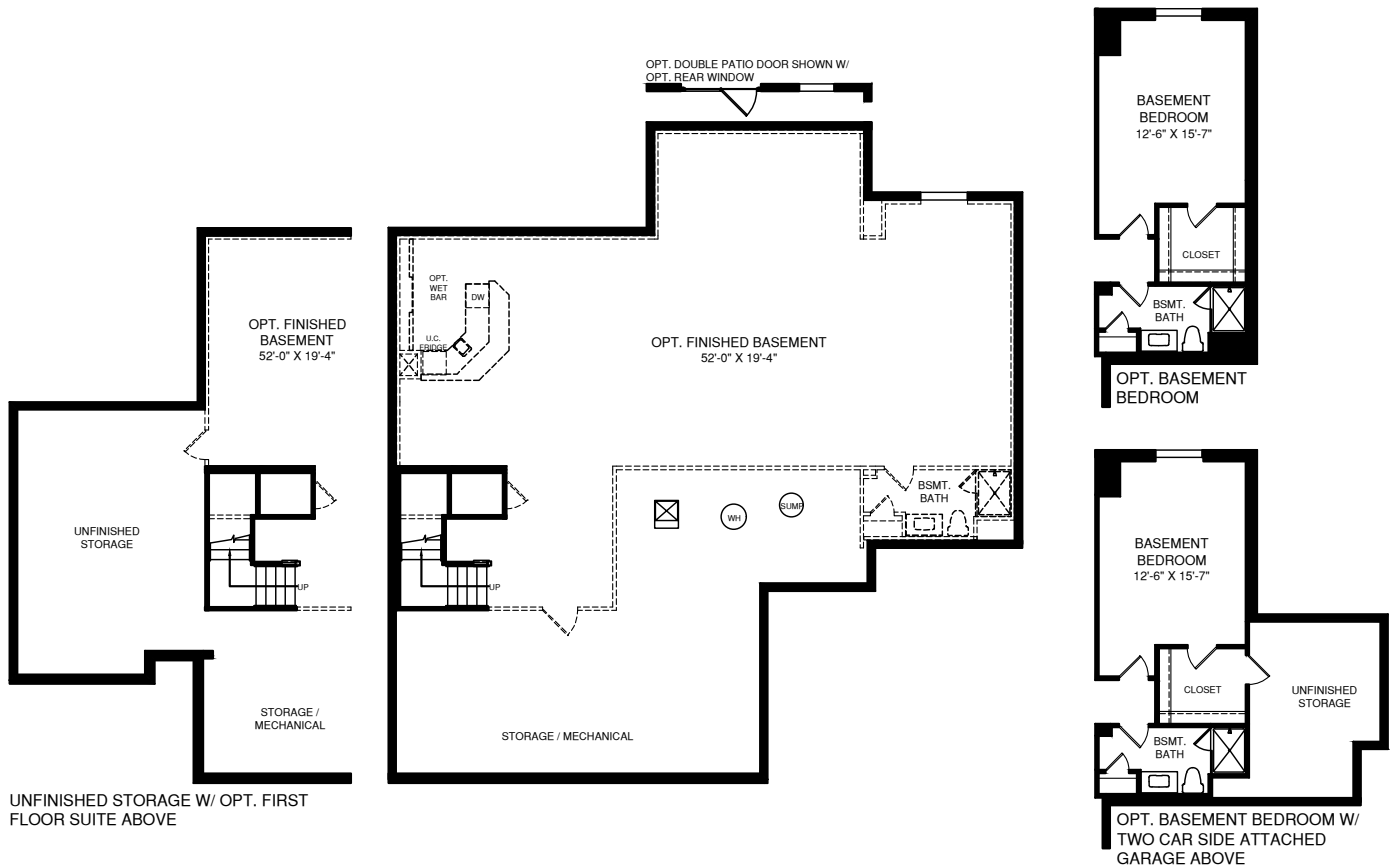 OPT. DOUBLE PATIO DOOR SHOWN W/
OPT. REAR WINDOW
OPT. FINISHED
BASEMENT
52'-0" X 19'-4"
UNFINISHED
STORAGE
UP
STORAGE /
MECHANICAL
UNFINISHED STORAGE W/ OPT. FIRST
FLOOR SUITE ABOVE
OPT.
WET
BAR
DW
U.C.
FRIDGE
OPT. FINISHED BASEMENT
52'-0" X 19'-4"
WH
SUMP
BSMT.
BATH
UP
STORAGE / MECHANICAL
BASEMENT
BEDROOM
12'-6" X 15'-7"
CLOSET
BSMT.
BATH
OPT. BASEMENT
BEDROOM
BASEMENT
BEDROOM
12'-6" X 15'-7"
CLOSET
UNFINISHED
STORAGE
BSMT.
BATH
OPT. BASEMENT BEDROOM W/
TWO CAR SIDE ATTACHED
GARAGE ABOVE